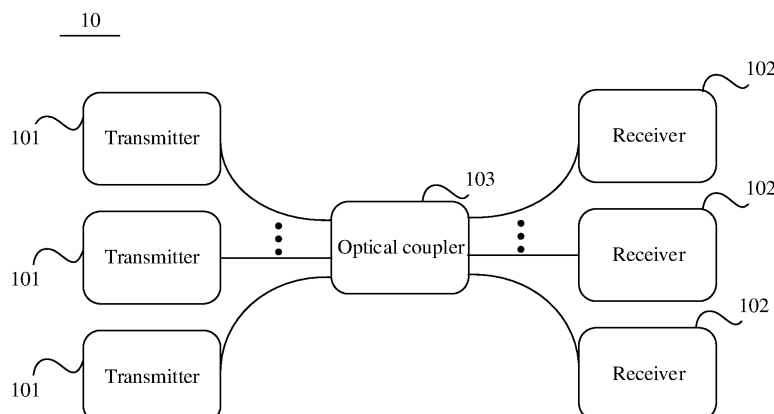 10
102
101
Transmitter
Receiver
103
102
101
Transmitter
Optical coupler
Receiver
102
101
Transmitter
Receiver